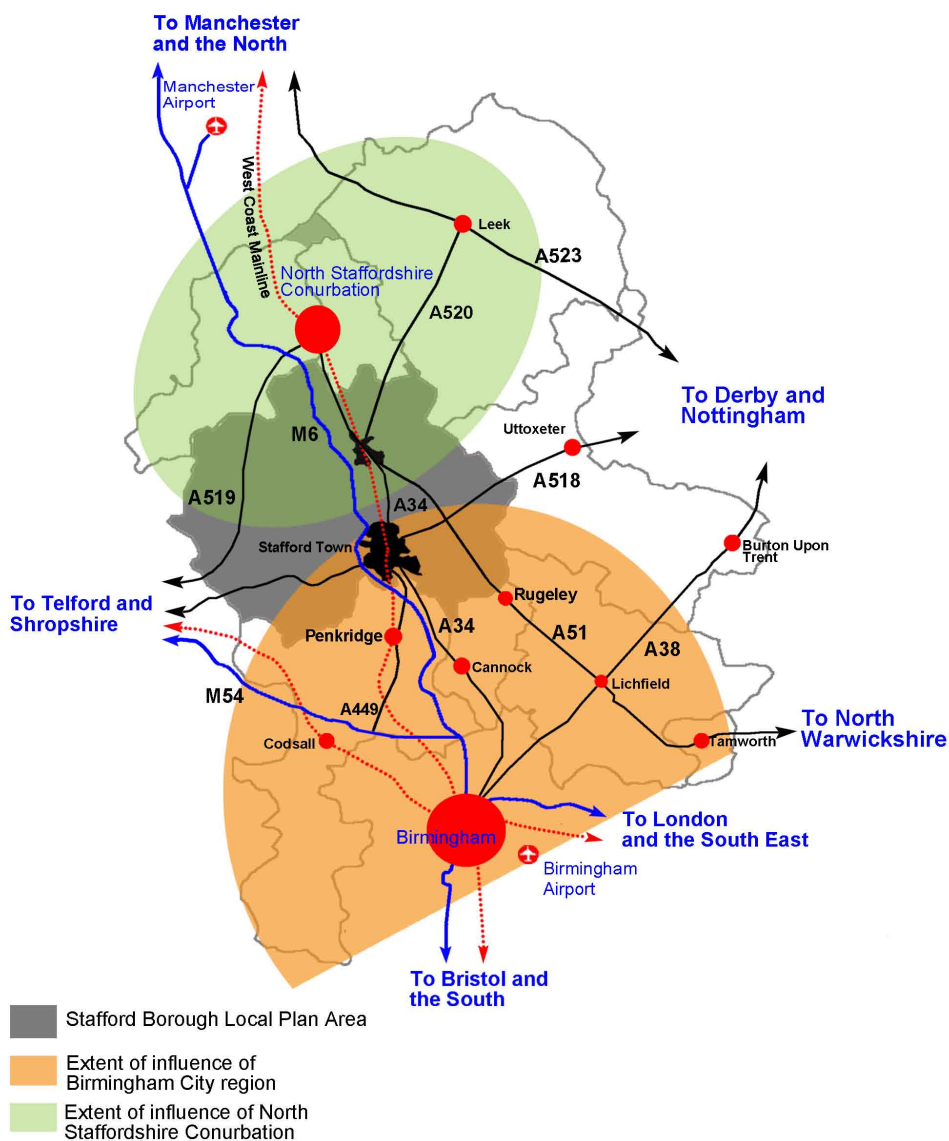 To Manchester
and the North
Manchester
Airport
West Coast Mainline
Leek
A523
North Staffordshire
Conurbation
A520
To Derby and
Nottingham
Uttoxeter
M6
A518
A519
A34
Stafford Town
Burton Upon
Trent
To Telford and
Shropshire
Rugeley
Penkridge
A34
A51
A38
Cannock
Lichfield
M54
A449
To North
Warwickshire
Codsall
Tamworth
To London
and the South East
Birmingham
Birmingham
Airport
To Bristol and
the South
Stafford Borough Local Plan Area
Extent of influence of
Birmingham City region
Extent of influence of North
Staffordshire Conurbation